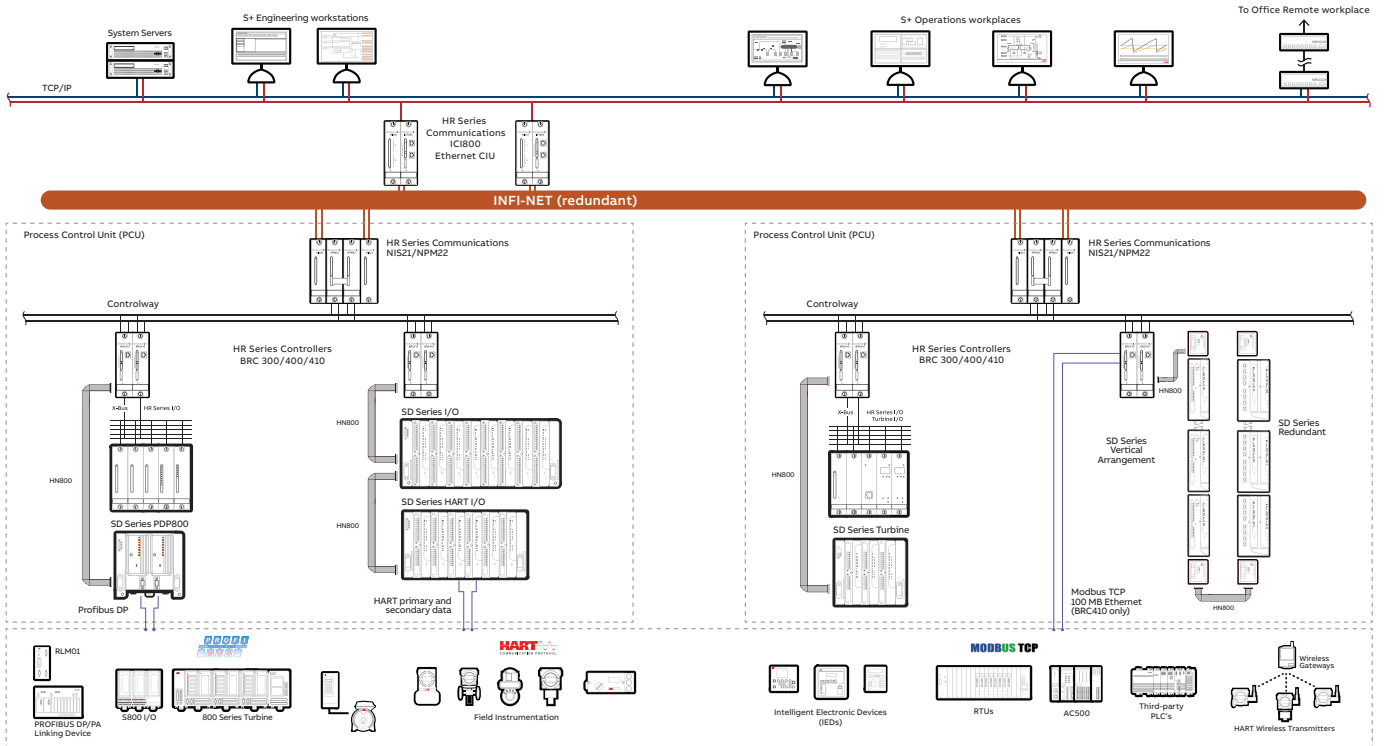 S+ Engineering workstations
S+ Operations workplaces
To Office Remote workplace
System Servers
TCP/IP
HR Series
Communications
ICI800
Ethernet CIU
INFI-NET (redundant)
Process Control Unit (PCU)
HR Series Communications
NIS21/NPM22
Controlway
HR Series Controllers
BRC 300/400/410
X-Bus
HR Series I/O
HN800
SD Series PDP800
Profibus DP
HN800
SD Series I/O
HN800
SD Series HART I/O
HART primary and
secondary data
Process Control Unit (PCU)
HR Series Communications
NIS21/NPM22
Controlway
HR Series Controllers
BRC 300/400/410
X-Bus
HR Series I/O
Turbine I/O
HN800
SD Series Turbine
HN800
SD Series
Vertical
Arrangement
SD Series
Redundant
HN800
Modbus TCP
100 MB Ethernet
(BRC410 only)
RLM01
PROFIBUS DP/PA
Linking Device
PROFI
S800 I/O
800 Series Turbine
HART
COMMUNICATION PROTOCOL
Field Instrumentation
Intelligent Electronic Devices
(IEDs)
MODBUS TCP
RTUs
AC500
Third-party
PLC's
Wireless
Gateways
HART Wireless Transmitters